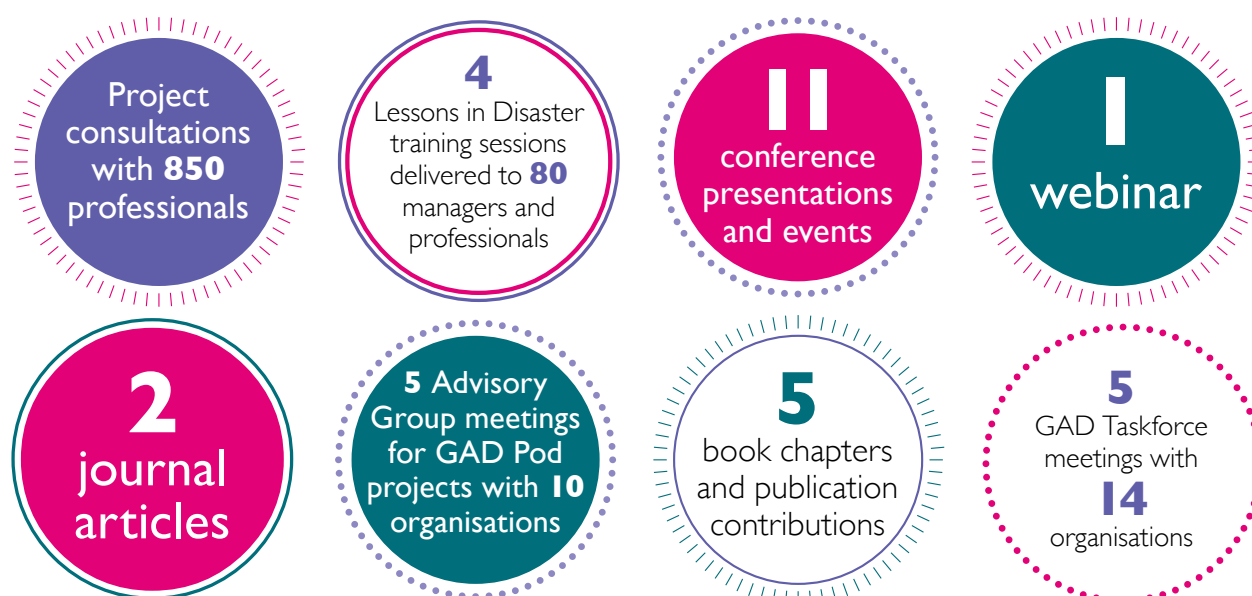 Project
consultations
with 850
professionals
4
Lessons in Disaster
training sessions
delivered to 80
managers and
professionals
11
conference
presentations
and events
1
webinar
2
journal
articles
5 Advisory
Group meetings
for GAD Pod
projects with 10
organisations
5
book chapters
and publication
contributions
5
GAD Taskforce
meetings with
14
organisations